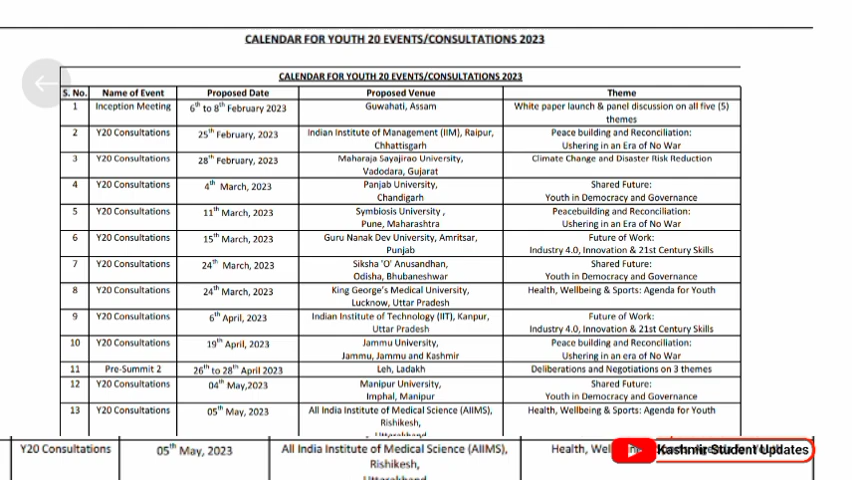 CALENDAR FOR YOUTH 20 EVENTS/CONSULTATIONS 2023
CALENDAR FOR YOUTH 20 EVENTS/CONSULTATIONS 2023
S. No. Name of Event Proposed Date Proposed Venue Theme
1 Inception Meeting 6th to 8th February 2023 Guwahati, Assam White paper launch & panel discussion on all five (5)
themes
2 Y20 Consultations 25th February, 2023 Indian Institute of Management (IIM), Raipur, Peace building and Reconciliation:
Chhattisgarh Ushering in an Era of No War
3 Y20 Consultations 28th February, 2023 Maharaja Sayajirao University, Climate Change and Disaster Risk Reduction
Vadodara, Gujarat
4 Y20 Consultations 4th March, 2023 Panjab University, Shared Future:
Chandigarh Youth in Democracy and Governance
5 Y20 Consultations 11th March, 2023 Symbiosis University , Peacebuilding and Reconciliation:
Pune, Maharashtra Ushering in an Era of No War
6 Y20 Consultations 15th March, 2023 Guru Nanak Dev University, Amritsar, Future of Work:
Punjab Industry 4.0, Innovation & 21st Century Skills
7 Y20 Consultations 24th March, 2023 Siksha 'O' Anusandhan, Shared Future:
Odisha, Bhubaneshwar Youth in Democracy and Governance
8 Y20 Consultations 24th March, 2023 King George's Medical University, Health, Wellbeing & Sports: Agenda for Youth
Lucknow, Uttar Pradesh
9 Y20 Consultations 6th April, 2023 Indian Institute of Technology (IIT), Kanpur, Future of Work:
Uttar Pradesh Industry 4.0, Innovation & 21st Century Skills
10 Y20 Consultations 19th April, 2023 Jammu University, Peace building and Reconciliation:
Jammu, Jammu and Kashmir Ushering in an era of No War
11 Pre-Summit 2 26th to 28th April 2023 Leh, Ladakh Deliberations and Negotiations on 3 themes
12 Y20 Consultations 04th May,2023 Manipur University, Shared Future:
Imphal, Manipur Youth in Democracy and Governance
13 Y20 Consultations 05th May, 2023 All India Institute of Medical Science (AIIMS), Health, Wellbeing & Sports: Agenda for Youth
Rishikesh,
Y20 Consultations 05th May, 2023 All India Institute of Medical Science (AIIMS), Health,
Kashmir Student Updates
Rishikesh,